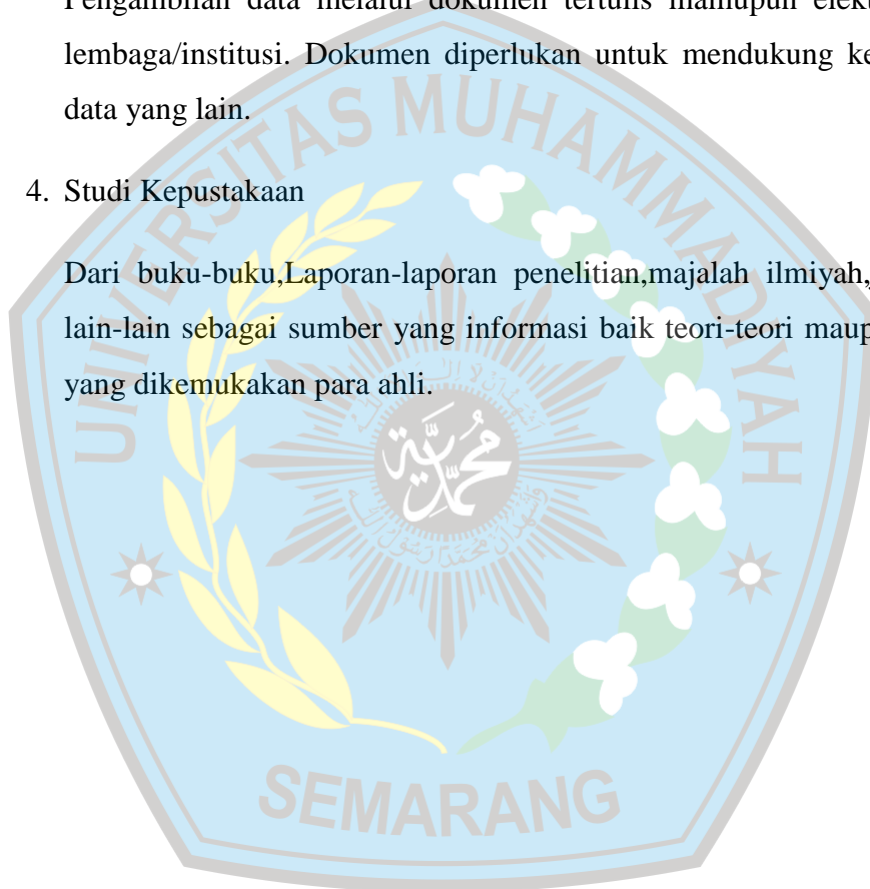 Pengambilan data melalui dokumen tertulis mamupun elek
lembaga/institusi. Dokumen diperlukan untuk mendukung ke
data yang lain.
4. Studi Kepustakaan
Dari buku-buku,Laporan-laporan penelitian,majalah ilmiyah,
lain-lain sebagai sumber yang informasi baik teori-teori maup
yang dikemukakan para ahli.
UNIVERSITAS MUHAMMADIYAH
محمدية
SEMARANG